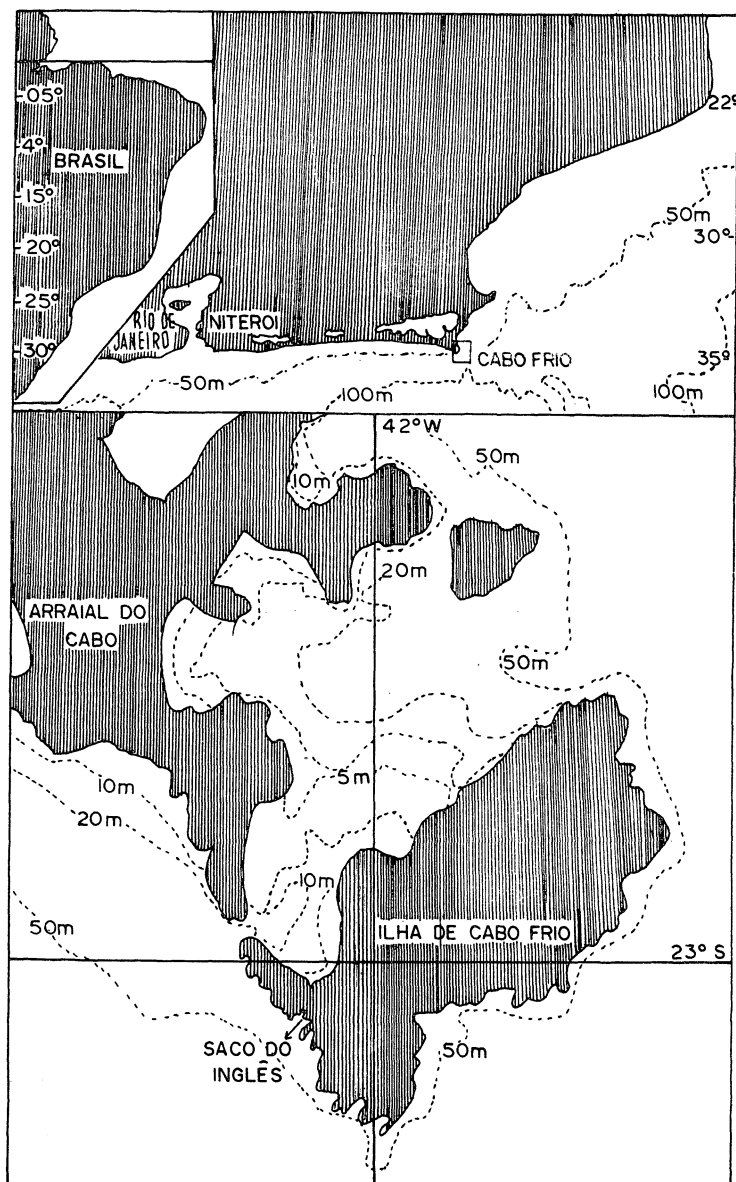 05°
4°
BRASIL
15°
20°
25°
30°
RIO DE
JANEIRO
NITEROI
22º
50m
30°
35º
CABO FRIO
50m
100m
100m
42°W
50m
10m
20m
ARRAIAL DO
CABO
50m
10m
5m
20m
10m
50m
ILHA DE CABO FRIO
23° S
SACO DO
INGLÊS
50m